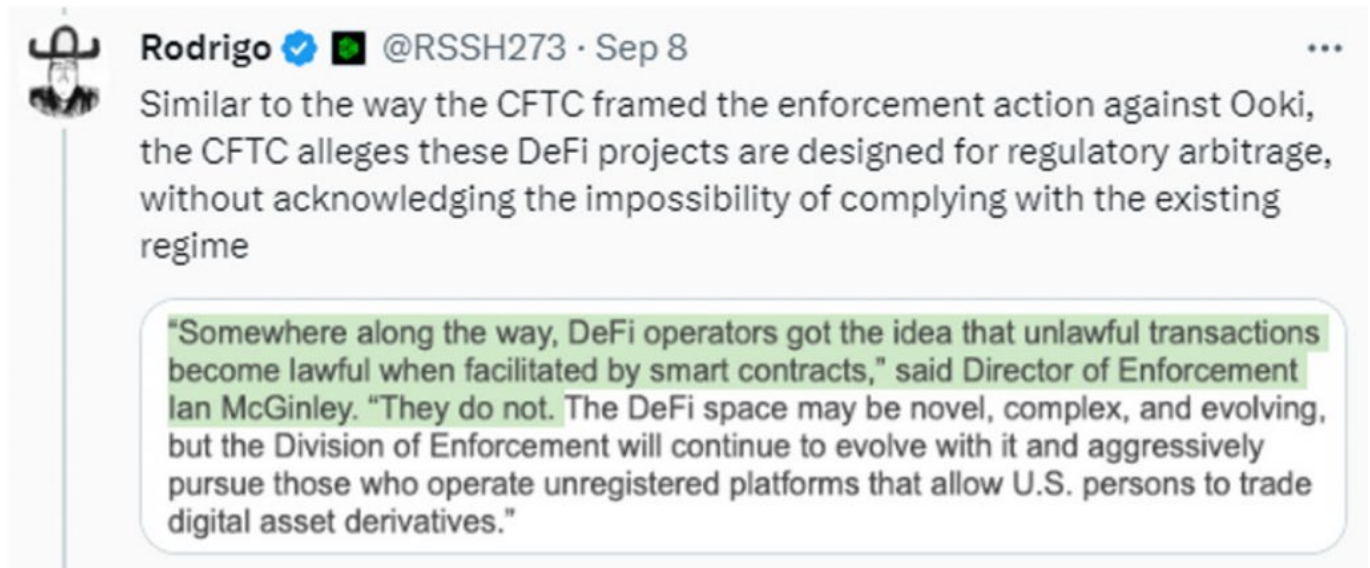 Rodrigo @RSSH273 · Sep 8
Similar to the way the CFTC framed the enforcement action against Ooki,
the CFTC alleges these DeFi projects are designed for regulatory arbitrage,
without acknowledging the impossibility of complying with the existing
regime
“Somewhere along the way, DeFi operators got the idea that unlawful transactions
become lawful when facilitated by smart contracts,” said Director of Enforcement
Ian McGinley. “They do not. The DeFi space may be novel, complex, and evolving,
but the Division of Enforcement will continue to evolve with it and aggressively
pursue those who operate unregistered platforms that allow U.S. persons to trade
digital asset derivatives.”